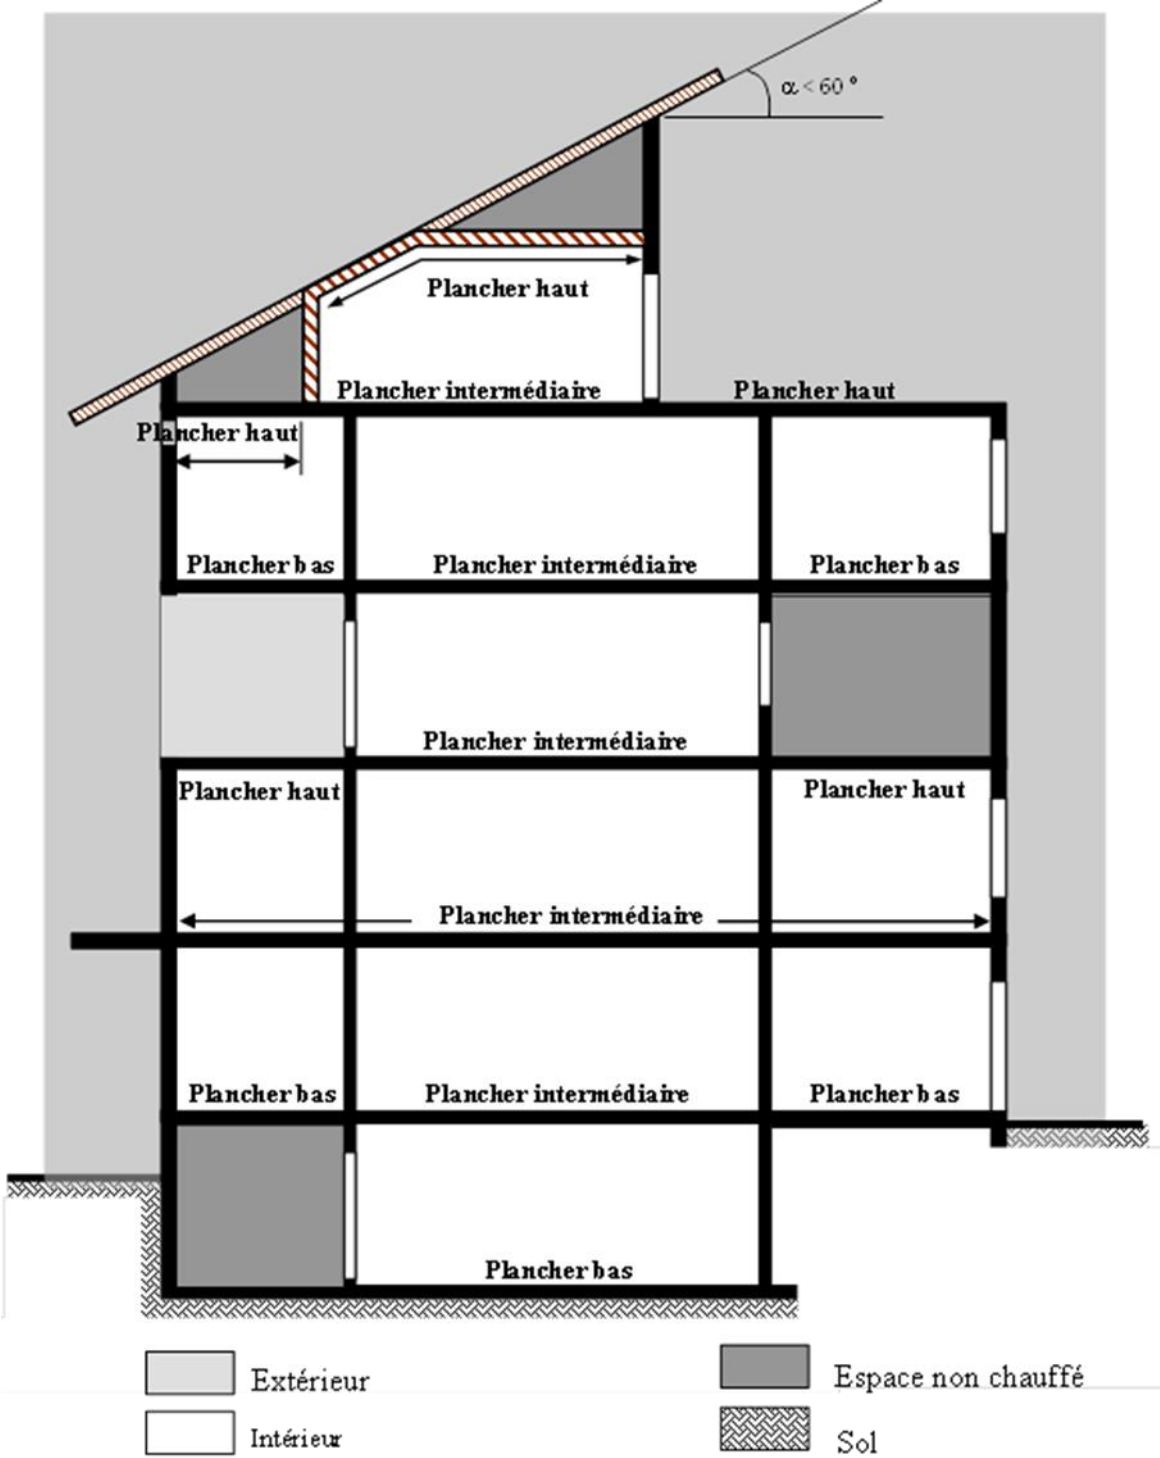 α < 60 °
Plancher haut
Plancher intermédiaire
Plancher haut
Plancher haut
Plancher bas
Plancher intermédiaire
Plancher bas
Plancher intermédiaire
Plancher haut
Plancher haut
Plancher intermédiaire
Plancher bas
Plancher intermédiaire
Plancher bas
Plancher bas
Extérieur
Espace non chauffé
Intérieur
Sol